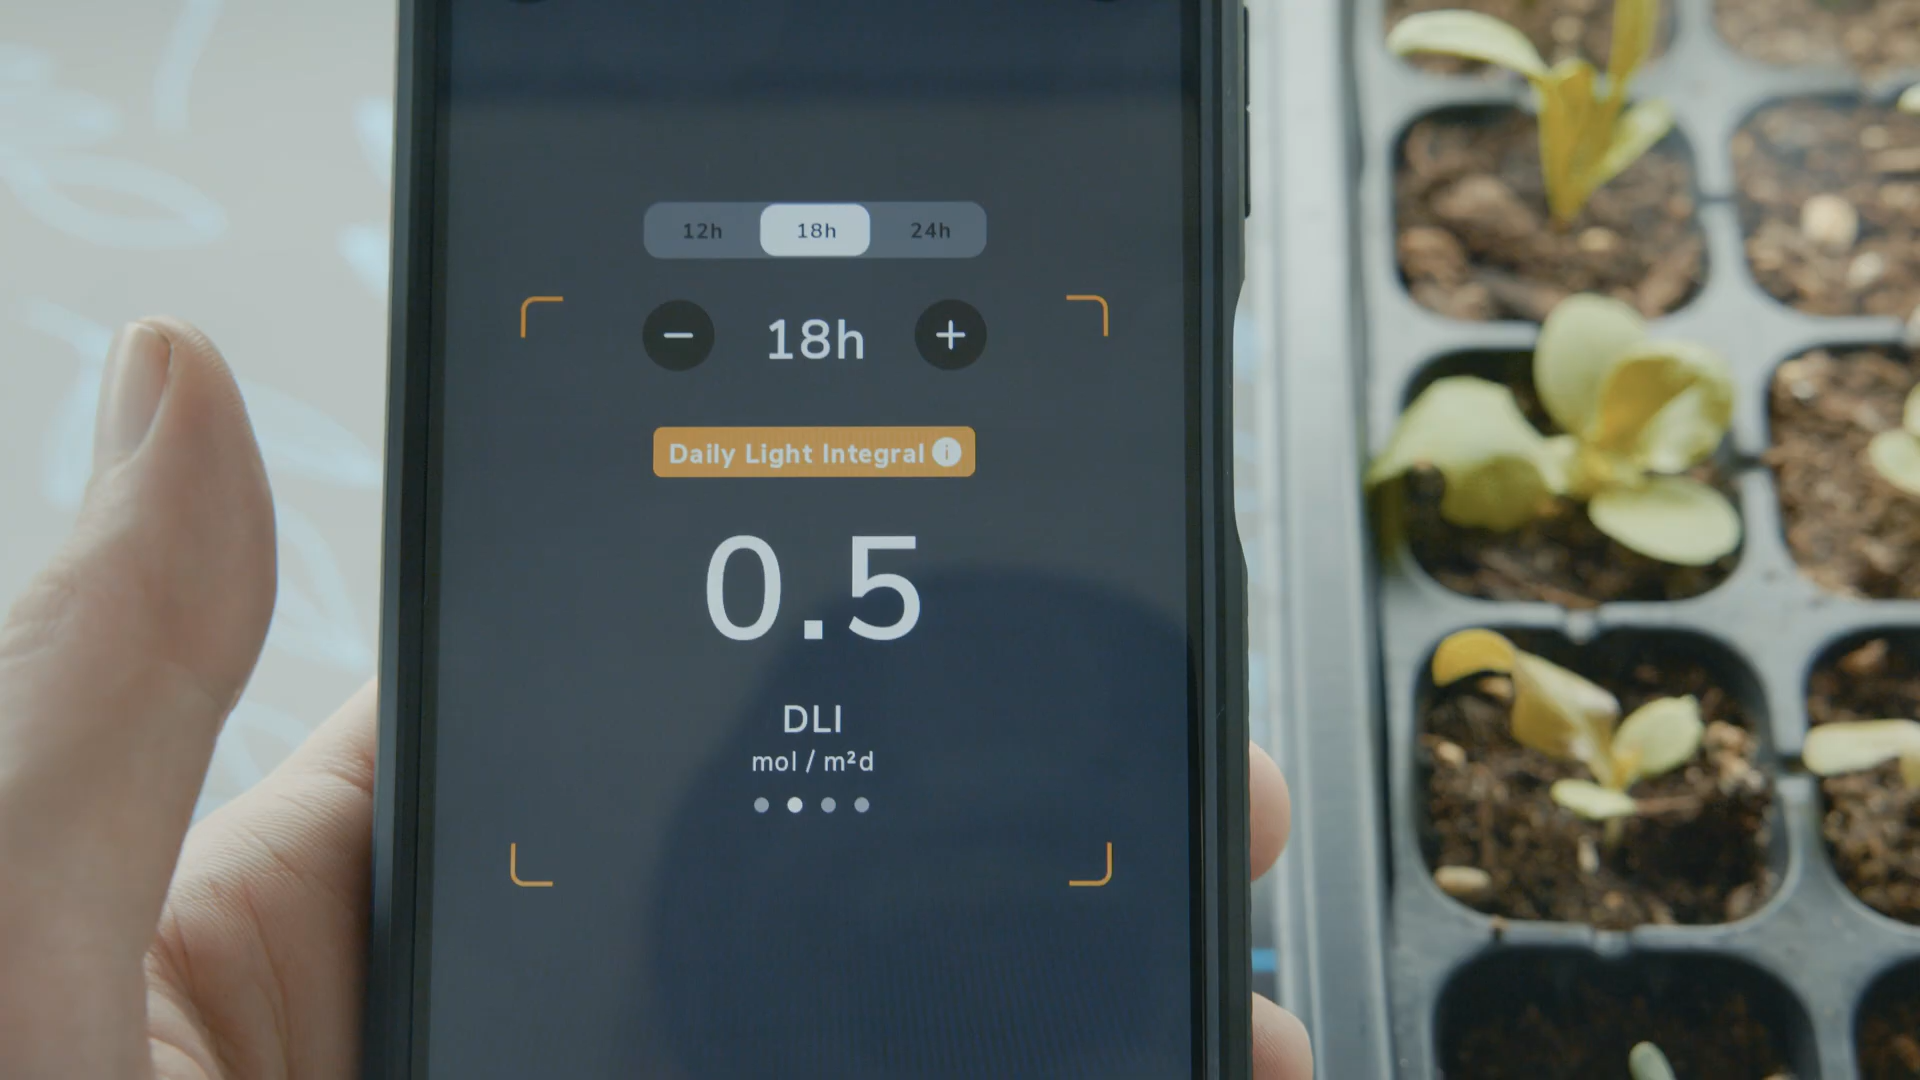 12h 18h 24h
− 18h +
Daily Light Integral i
0.5
DLI
mol / m²d